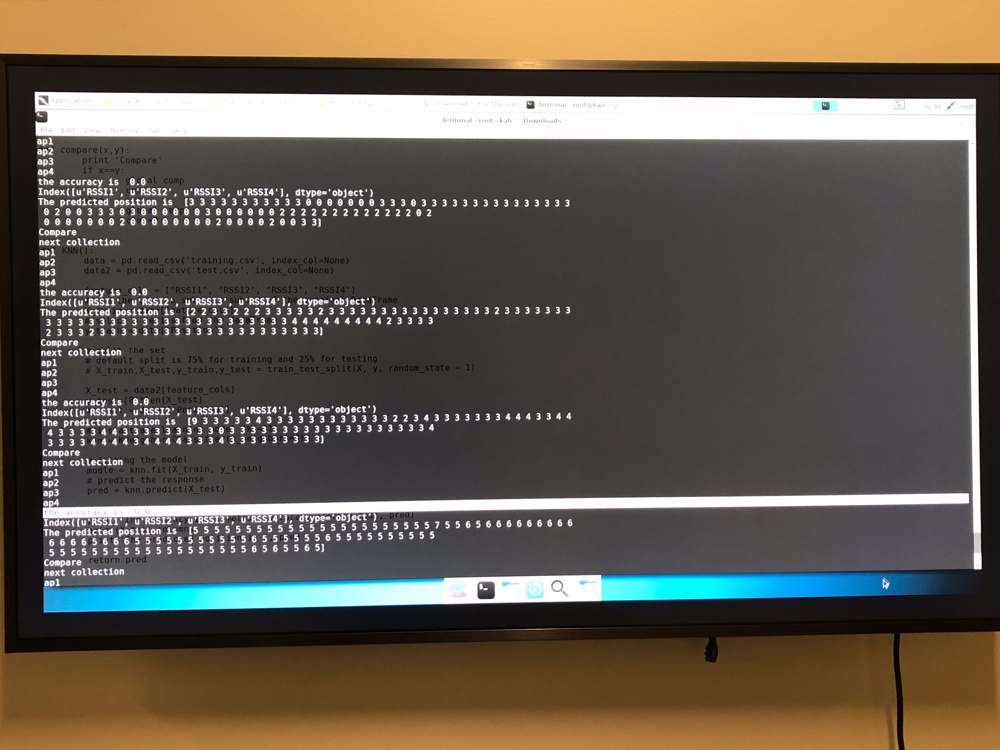 Applications
Terminal - root@kali: ~/
02:48
root
Terminal - root@kali: /Downloads
File Edit View Terminal Tabs Help
ap1
ap2 compare(x,y):
ap3 print 'Compare'
ap4 if x==y:
the accuracy is 0.0 comp
Index([u'RSSI1', u'RSSI2', u'RSSI3', u'RSSI4'], dtype='object')
The predicted position is [3 3 3 3 3 3 3 3 3 3 3 0 0 0 0 0 0 0 3 3 3 0 3 3 3 3 3 3 3 3 3 3 3 3 3 3 3
0 2 0 0 3 3 3 0 3 0 0 0 0 0 0 3 0 0 0 0 0 0 2 2 2 2 2 2 2 2 2 2 2 2 2 0 2
0 0 0 0 0 0 0 2 0 0 0 0 0 0 0 0 2 0 0 0 0 2 0 0 3 3]
Compare
next collection
ap1 KNN():
ap2 data = pd.read_csv('training.csv', index_col=None)
ap3 data2 = pd.read_csv('test.csv', index_col=None)
ap4
the accuracy is 0.0 = ["RSSI1", "RSSI2", "RSSI3", "RSSI4"]
Index([u'RSSI1', u'RSSI2', u'RSSI3', u'RSSI4'], dtype='object')
The predicted position is [2 2 3 3 2 2 2 3 3 3 3 3 2 3 3 3 3 3 3 3 3 3 3 3 3 3 3 3 3 2 3 3 3 3 3 3 3
3 3 3 3 3 3 3 3 3 3 3 3 3 3 3 3 3 3 3 3 3 3 3 4 4 4 4 4 4 4 4 4 2 3 3 3 3
2 3 3 3 2 3 3 3 3 3 3 3 3 3 3 3 3 3 3 3 3 3 3 3 3 3]
Compare
next collection the set
ap1 # default split is 75% for training and 25% for testing
ap2 # X_train,X_test,y_train,y_test = train_test_split(X, y, random_state = 1)
ap3
ap4 X_test = data2[feature_cols]
the accuracy is 0.0 (X_test)
Index([u'RSSI1', u'RSSI2', u'RSSI3', u'RSSI4'], dtype='object')
The predicted position is [9 3 3 3 3 3 4 3 3 3 3 3 3 3 3 3 3 3 3 2 2 3 4 3 3 3 3 3 3 3 4 4 4 3 3 4 4
4 3 3 3 3 4 4 3 3 3 3 3 3 3 3 3 0 3 3 3 3 3 3 3 3 3 3 3 3 3 3 3 3 3 3 3 4
3 3 3 3 4 4 4 4 3 4 4 4 4 3 3 3 4 3 3 3 3 3 3 3 3 3]
Compare
next collection the model
ap1 modle = knn.fit(X_train, y_train)
ap2 # predict the response
ap3 pred = knn.predict(X_test)
ap4
the accuracy is 0.0
Index([u'RSSI1', u'RSSI2', u'RSSI3', u'RSSI4'], dtype='object') , pred)
The predicted position is [5 5 5 5 5 5 5 5 5 5 5 5 5 5 5 5 5 5 5 5 5 5 5 7 5 5 6 5 6 6 6 6 6 6 6 6 6
6 6 6 6 5 6 6 6 5 5 5 5 5 5 5 5 5 5 5 6 5 5 5 5 5 5 6 5 5 5 5 5 5 5 5 5 5
5 5 5 5 5 5 5 5 5 5 5 5 5 5 5 5 5 5 5 6 5 6 5 5 6 5]
Compare return pred
next collection
ap1